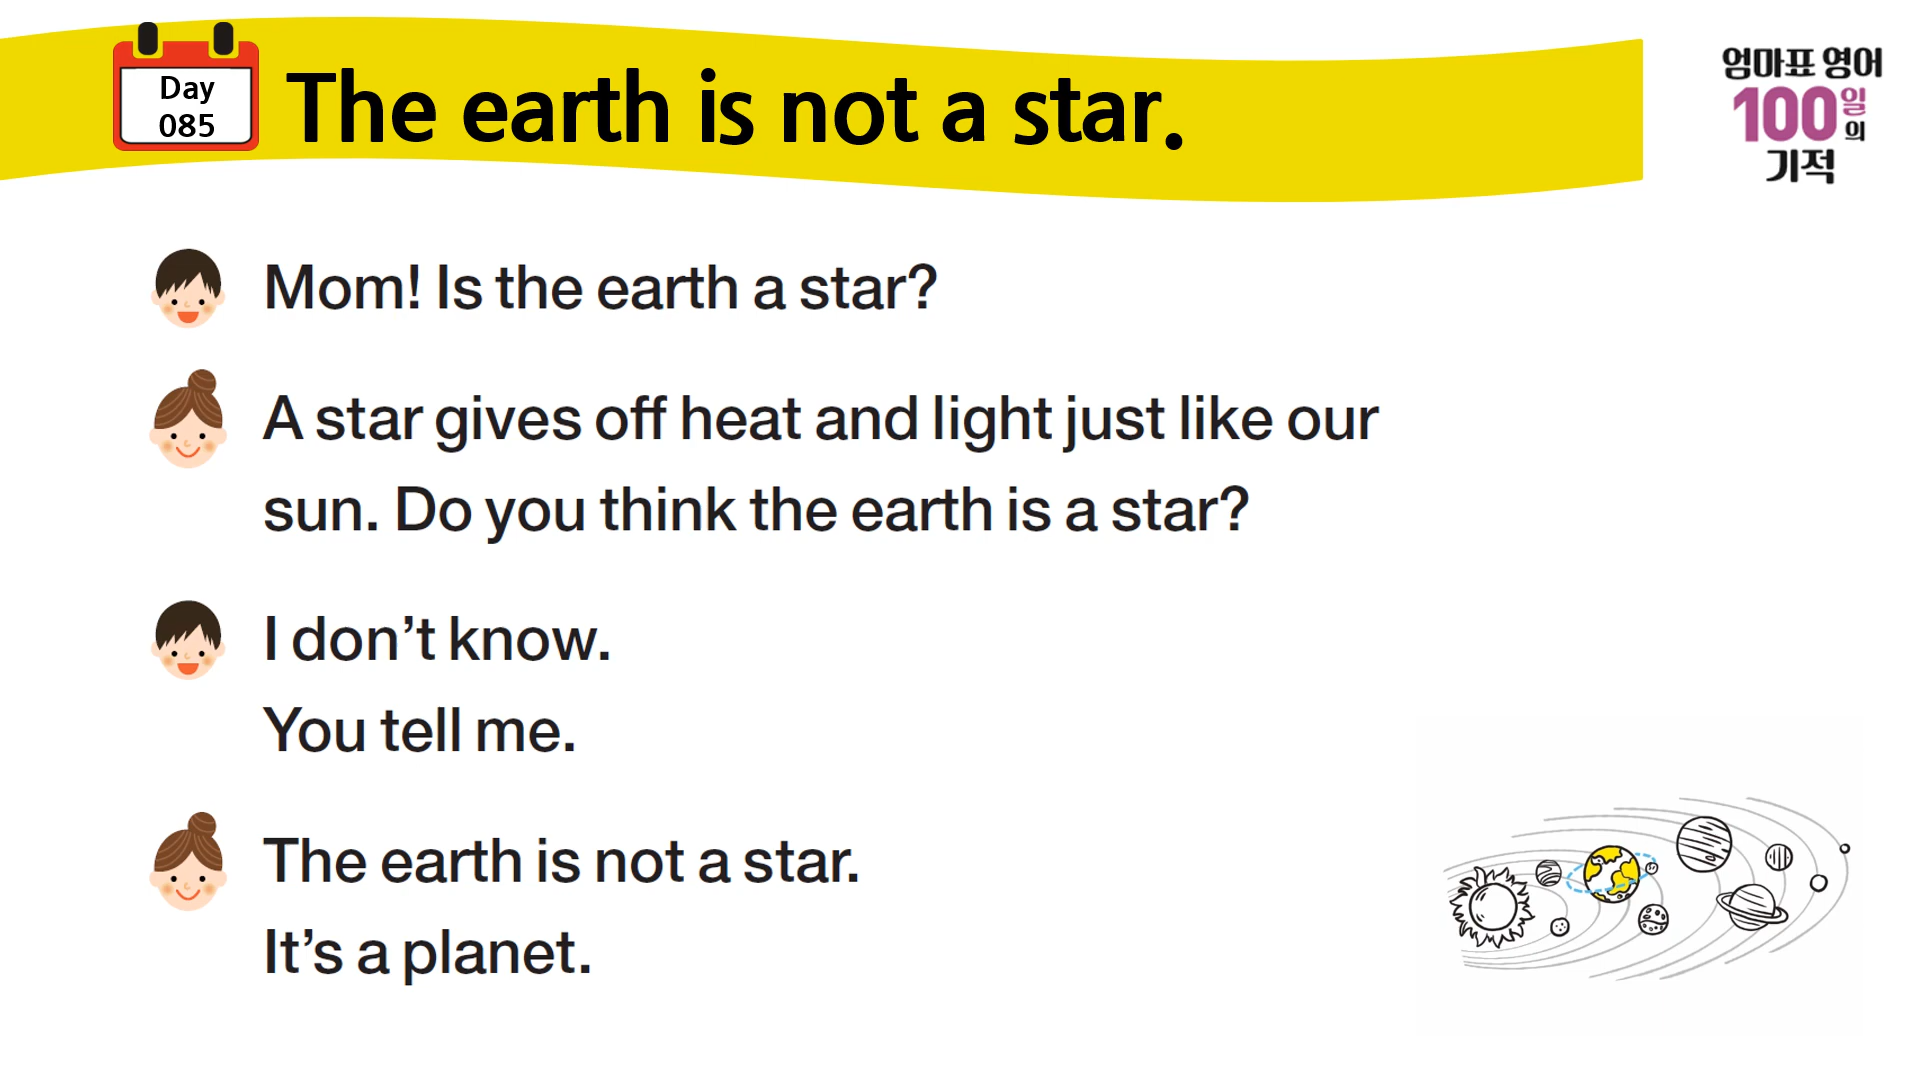 Day
085
The earth is not a star.
엄마표 영어
100일의
기적
Mom! Is the earth a star?
A star gives off heat and light just like our
sun. Do you think the earth is a star?
I don’t know.
You tell me.
The earth is not a star.
It’s a planet.